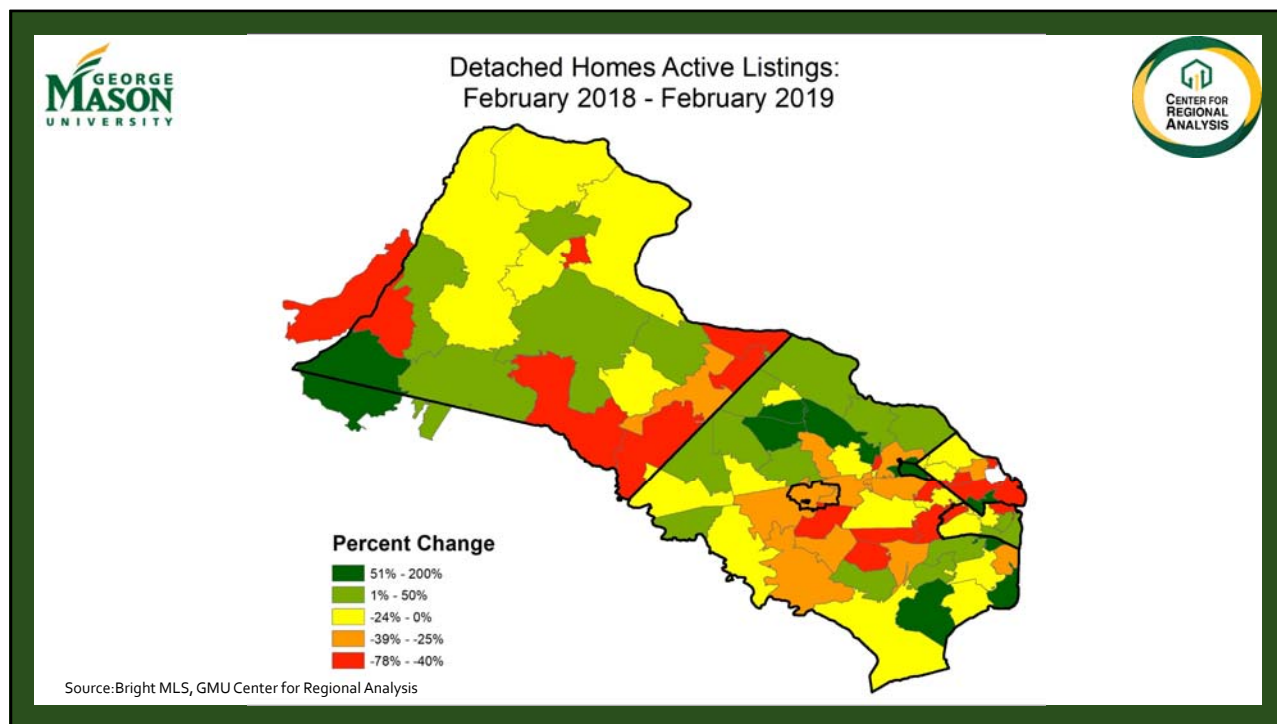 GEORGE
MASON
UNIVERSITY
Detached Homes Active Listings:
February 2018 - February 2019
CENTER FOR
REGIONAL
ANALYSIS
Percent Change
51% - 200%
1% - 50%
-24% - 0%
-39% - -25%
-78% - -40%
Source:Bright MLS, GMU Center for Regional Analysis